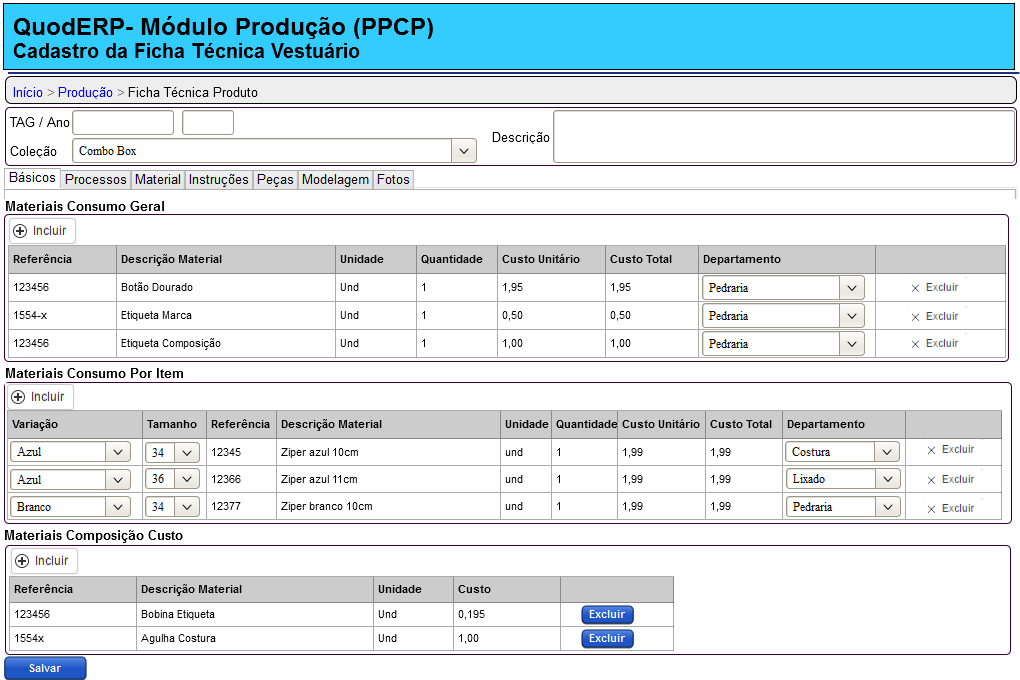 QuodERP- Módulo Produção (PPCP)
Cadastro da Ficha Técnica Vestuário
Início > Produção > Ficha Técnica Produto
TAG / Ano
Descrição
Coleção Combo Box
Básicos Processos Material Instruções Peças Modelagem Fotos
Materiais Consumo Geral
Incluir
Referência Descrição Material Unidade Quantidade Custo Unitário Custo Total Departamento
123456 Botão Dourado Und 1 1,95 1,95 Pedraria Excluir
1554-x Etiqueta Marca Und 1 0,50 0,50 Pedraria Excluir
123456 Etiqueta Composição Und 1 1,00 1,00 Pedraria Excluir
Materiais Consumo Por Item
Incluir
Variação Tamanho Referência Descrição Material Unidade Quantidade Custo Unitário Custo Total Departamento
Azul 34 12345 Ziper azul 10cm und 1 1,99 1,99 Costura Excluir
Azul 36 12366 Ziper azul 11cm und 1 1,99 1,99 Lixado Excluir
Branco 34 12377 Ziper branco 10cm und 1 1,99 1,99 Pedraria Excluir
Materiais Composição Custo
Incluir
Referência Descrição Material Unidade Custo
123456 Bobina Etiqueta Und 0,195 Excluir
1554x Agulha Costura Und 1,00 Excluir
Salvar